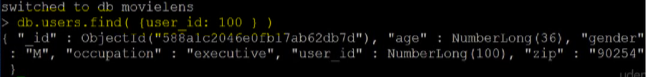 switched to db movielens
> db.users.find( {user_id: 100 } )
{ "_id" : ObjectId("588a1c2046e0fb17ab62db7d"), "age" : NumberLong(36), "gender"
 : "M", "occupation" : "executive", "user_id" : NumberLong(100), "zip" : "90254"
 }